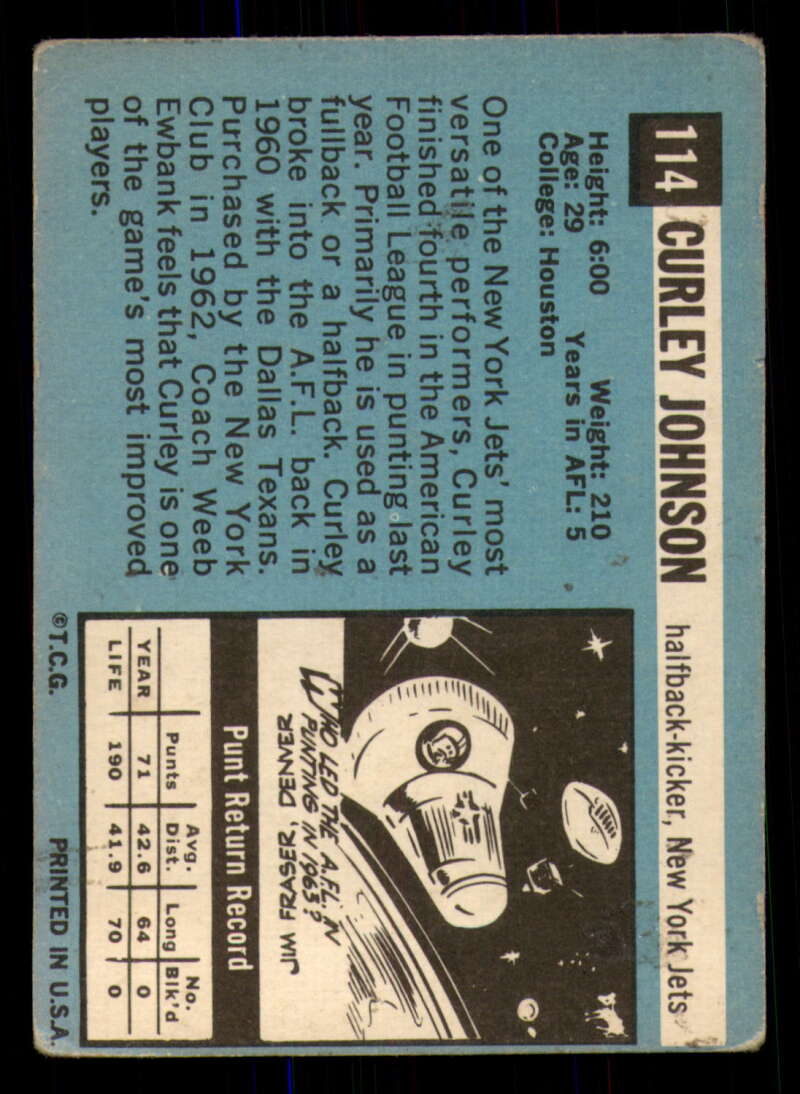 114 CURLEY JOHNSON halfback-kicker, New York Jets
Height: 6:00 Weight: 210
Age: 29 Years in AFL: 5
College: Houston
One of the New York Jets' most
versatile performers, Curley
finished fourth in the American
Football League in punting last
year. Primarily he is used as a
fullback or a halfback. Curley
broke into the A.F.L. back in
1960 with the Dallas Texans.
Purchased by the New York
Club in 1962, Coach Weeb
Ewbank feels that Curley is one
of the game's most improved
players.
WHO LED THE A.F.L. IN
PUNTING IN 1963?
JIM FRASER, DENVER
Punt Return Record
Punts Avg. Dist. Long No. Blk'd
YEAR 71 42.6 64 0
LIFE 190 41.9 70 0
©T.C.G. PRINTED IN U.S.A.